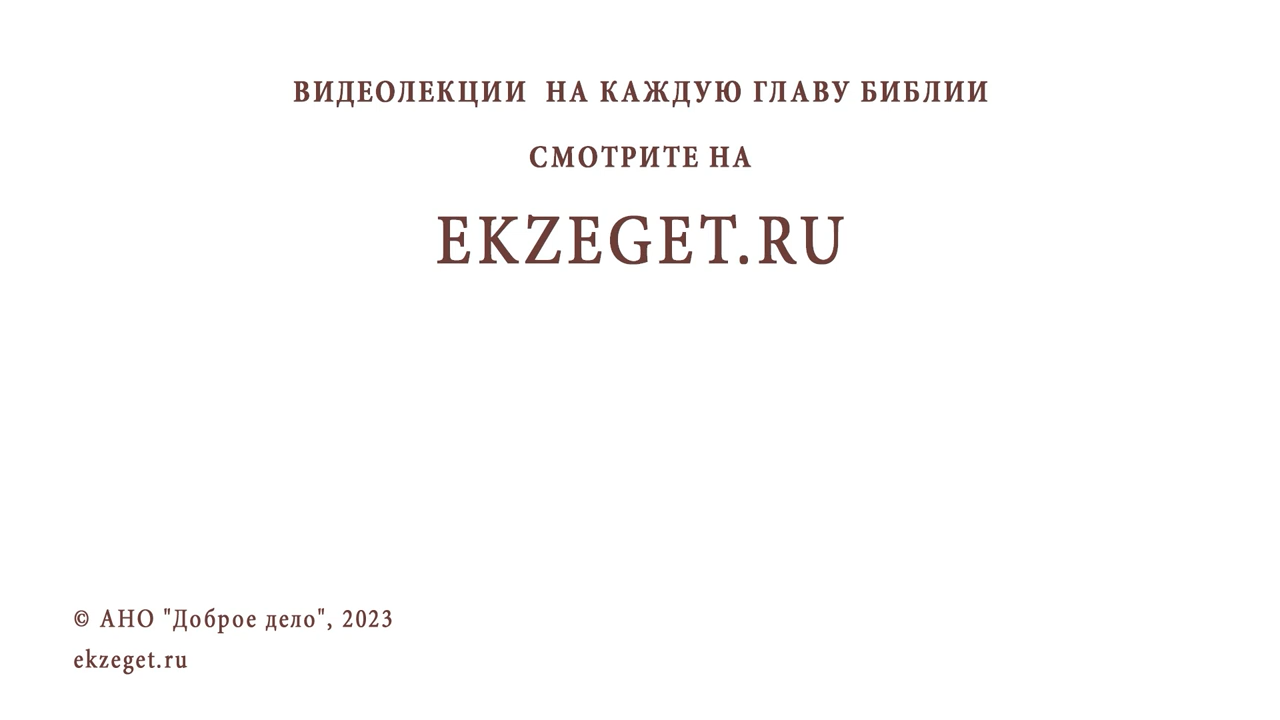 ВИДЕОЛЕКЦИИ НА КАЖДУЮ ГЛАВУ БИБЛИИ
СМОТРИТЕ НА
EKZEGET.RU
© АНО "Доброе дело", 2023
ekzeget.ru